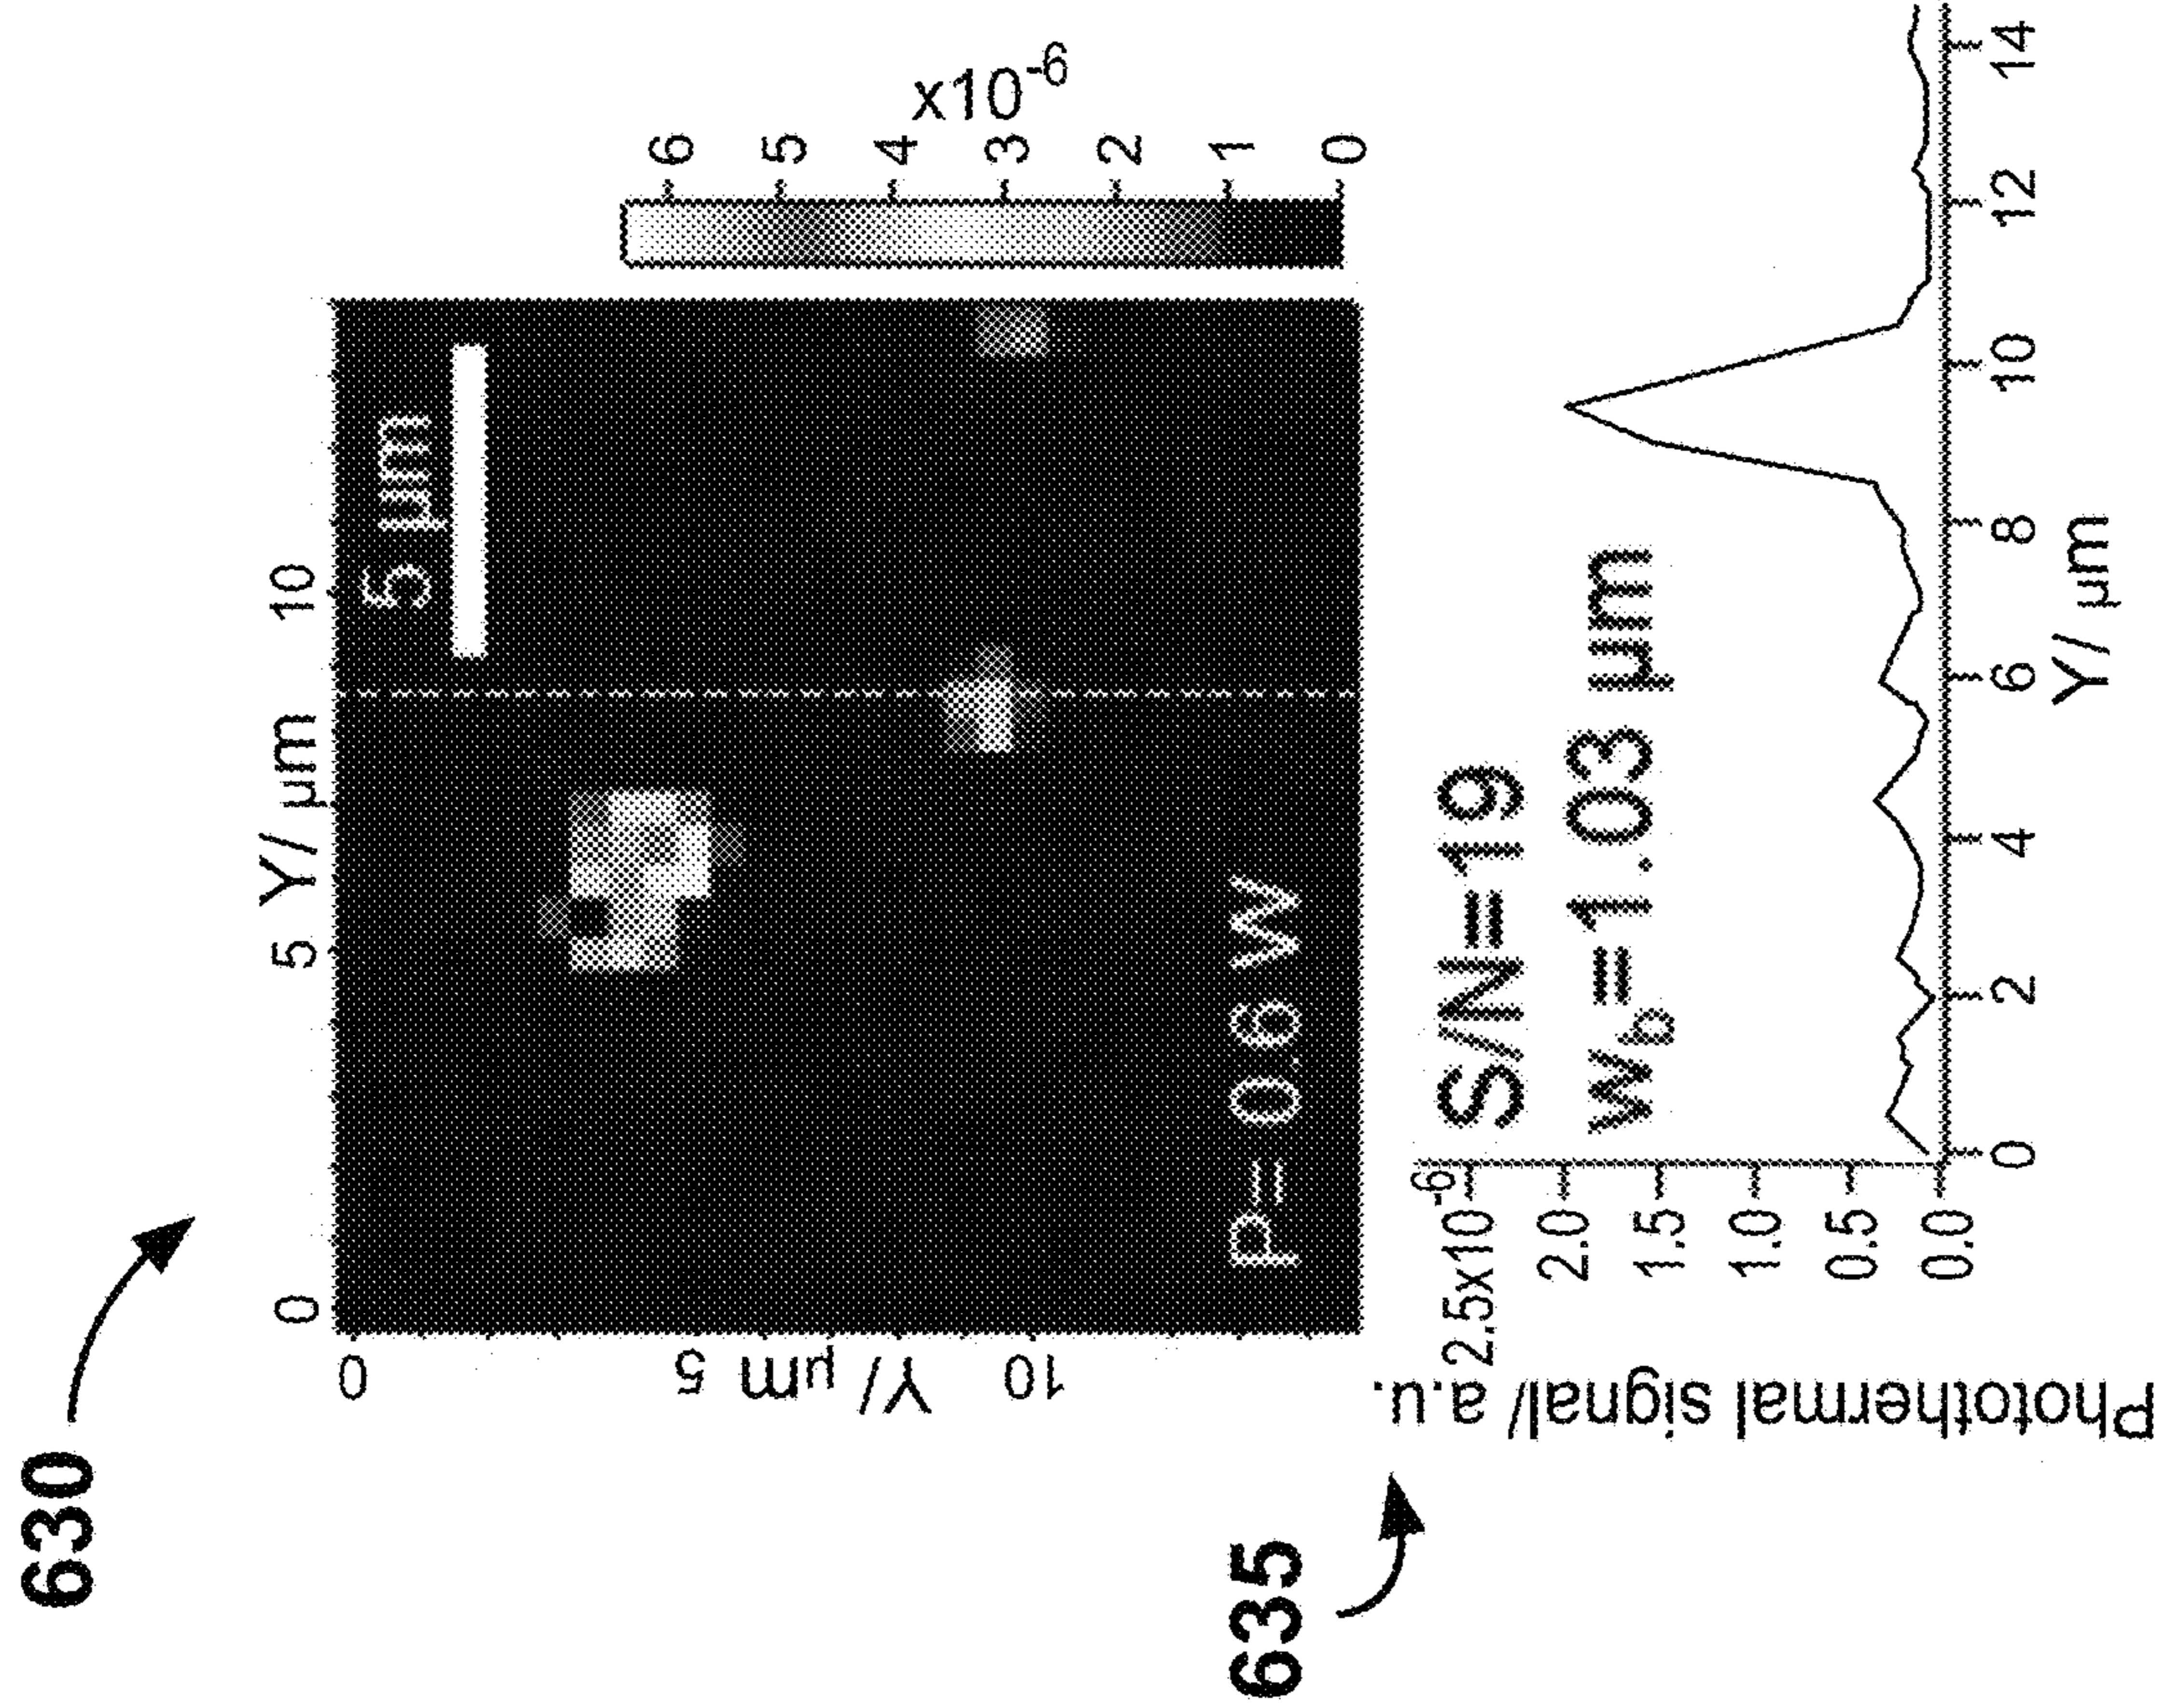 630
Y/ μm
0 5 10
5 μm
0
Y/ μm 5
10
P= 0.6 W
x10-6
6
5
4
3
2
1
0
635
Photothermal signal/ a.u.
2.5x10-6
2.0
1.5
1.0
0.5
0.0
S/N=19
wb=1.03 μm
0 2 4 6 8 10 12 14
Y/ μm